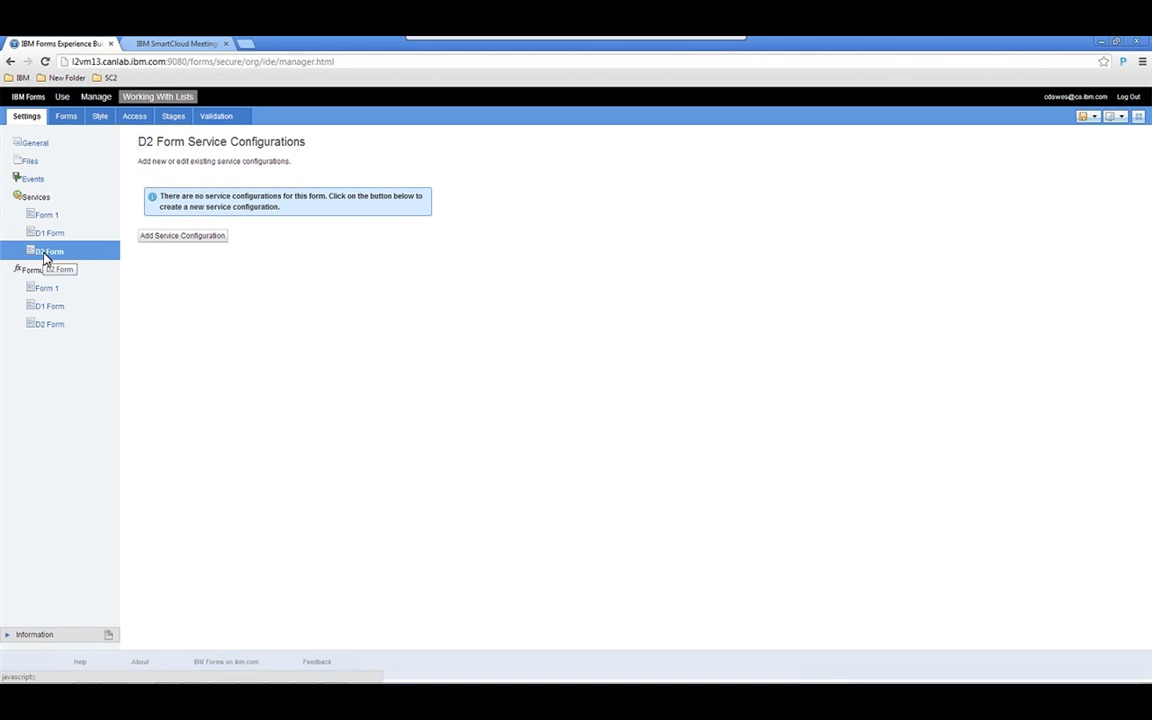 IBM Forms Experience Bu
IBM SmartCloud Meeting
l2vm13.canlab.ibm.com:9080/forms/secure/org/ide/manager.html
IBM
New Folder
SC2
IBM Forms
Use
Manage
Working With Lists
cdawes@ca.ibm.com
Log Out
Settings
Forms
Style
Access
Stages
Validation
General
Files
Events
Services
Form 1
D1 Form
D2 Form
D2 Form
Form 1
D1 Form
D2 Form
D2 Form Service Configurations
Add new or edit existing service configurations.
There are no service configurations for this form. Click on the button below to
create a new service configuration.
Add Service Configuration
Information
Help
About
IBM Forms on ibm.com
Feedback
javascript:;